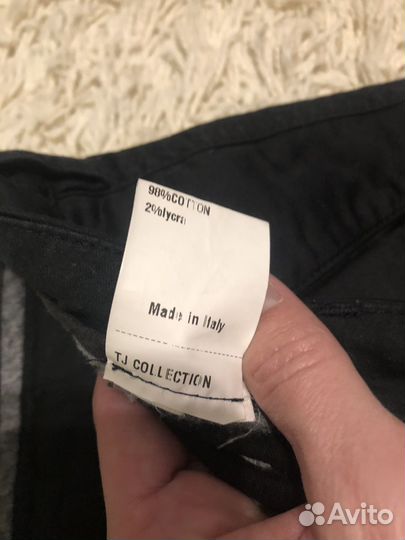 98%COTTON
2%lycra
Made in Italy
TJ COLLECTION
Avito